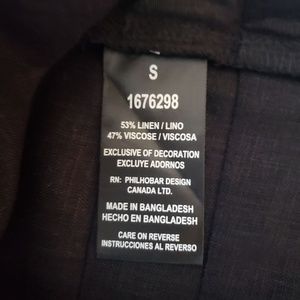 S
1676298
53% LINEN / LINO
47% VISCOSE / VISCOSA
EXCLUSIVE OF DECORATION
EXCLUYE ADORNOS
RN: PHILHOBAR DESIGN
CANADA LTD.
MADE IN BANGLADESH
HECHO EN BANGLADESH
CARE ON REVERSE
INSTRUCCIONES AL REVERSO